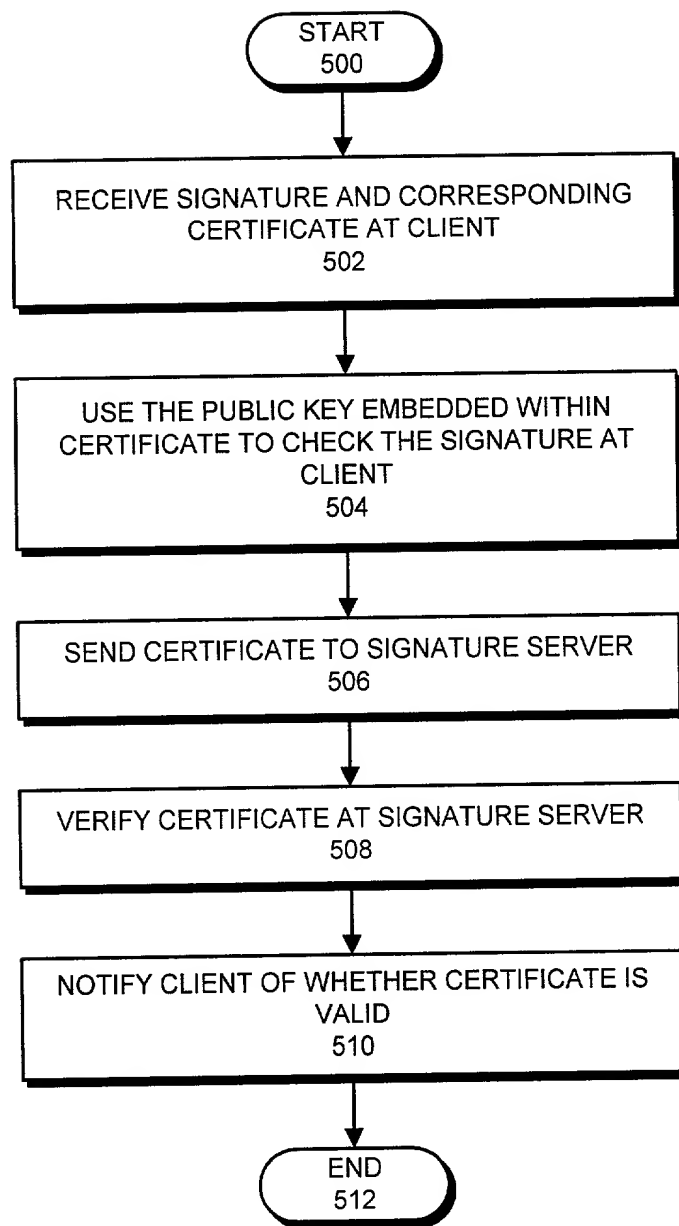 START
500
RECEIVE SIGNATURE AND CORRESPONDING
CERTIFICATE AT CLIENT
502
USE THE PUBLIC KEY EMBEDDED WITHIN
CERTIFICATE TO CHECK THE SIGNATURE AT
CLIENT
504
SEND CERTIFICATE TO SIGNATURE SERVER
506
VERIFY CERTIFICATE AT SIGNATURE SERVER
508
NOTIFY CLIENT OF WHETHER CERTIFICATE IS
VALID
510
END
512